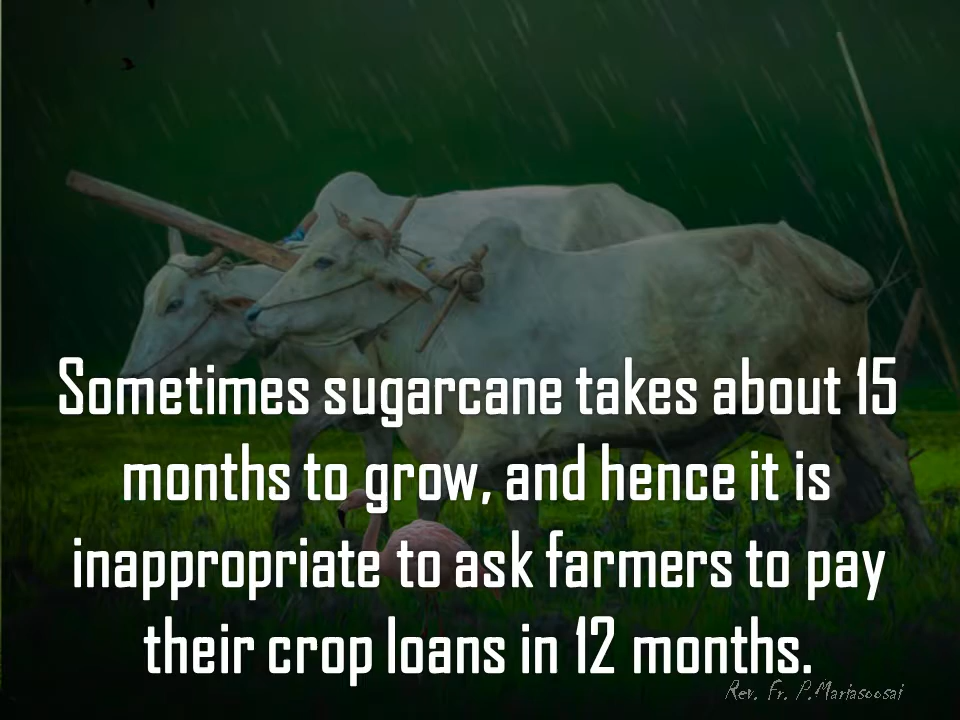 Sometimes sugarcane takes about 15
months to grow, and hence it is
inappropriate to ask farmers to pay
their crop loans in 12 months.
Rev. Fr. P.Mariasoosai